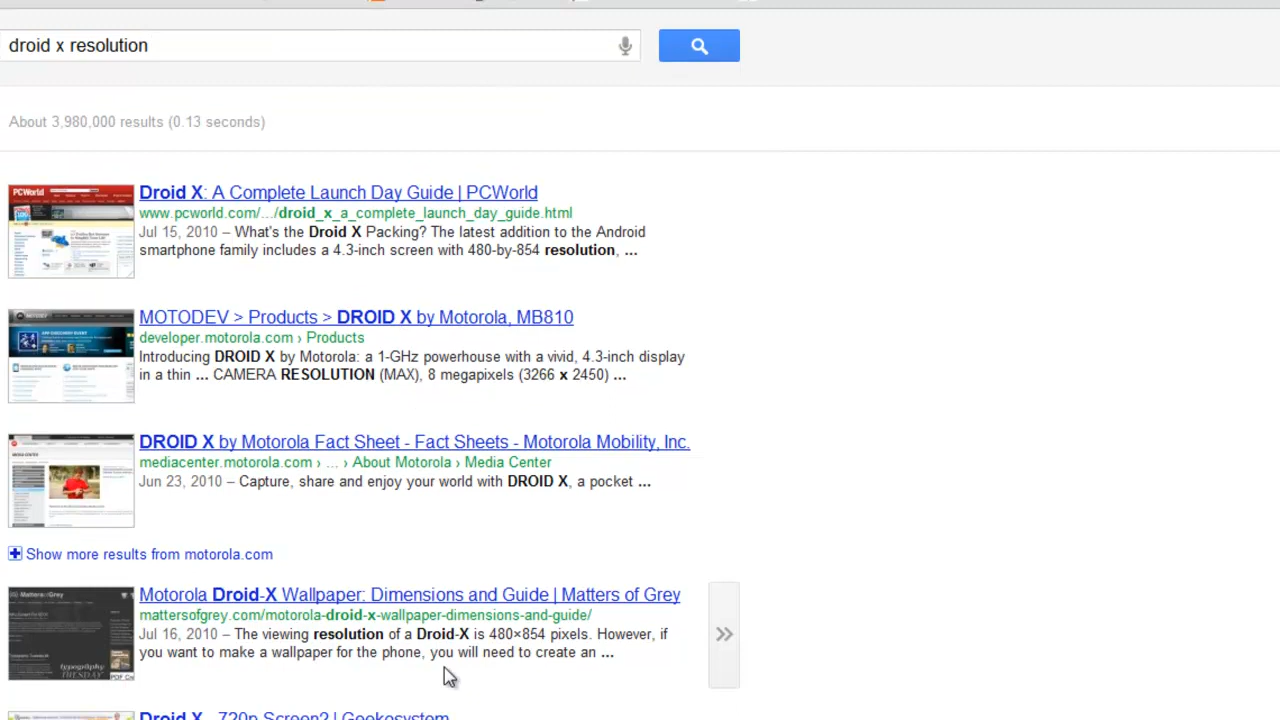 droid x resolution
About 3,980,000 results (0.13 seconds)
PCWorld
Droid X: A Complete Launch Day Guide | PCWorld
www.pcworld.com/.../droid_x_a_complete_launch_day_guide.html
Jul 15, 2010 – What's the Droid X Packing? The latest addition to the Android
smartphone family includes a 4.3-inch screen with 480-by-854 resolution, ...
MOTODEV > Products > DROID X by Motorola, MB810
developer.motorola.com › Products
Introducing DROID X by Motorola: a 1-GHz powerhouse with a vivid, 4.3-inch display
in a thin ... CAMERA RESOLUTION (MAX), 8 megapixels (3266 x 2450) ...
DROID X by Motorola Fact Sheet - Fact Sheets - Motorola Mobility, Inc.
mediacenter.motorola.com › ... › About Motorola › Media Center
Jun 23, 2010 – Capture, share and enjoy your world with DROID X, a pocket ...
Show more results from motorola.com
MattersofGrey
typography
TUESDAY
Motorola Droid-X Wallpaper: Dimensions and Guide | Matters of Grey
mattersofgrey.com/motorola-droid-x-wallpaper-dimensions-and-guide/
Jul 16, 2010 – The viewing resolution of a Droid-X is 480×854 pixels. However, if
you want to make a wallpaper for the phone, you will need to create an ...
Droid X - 720p Screen? | Geekosystem